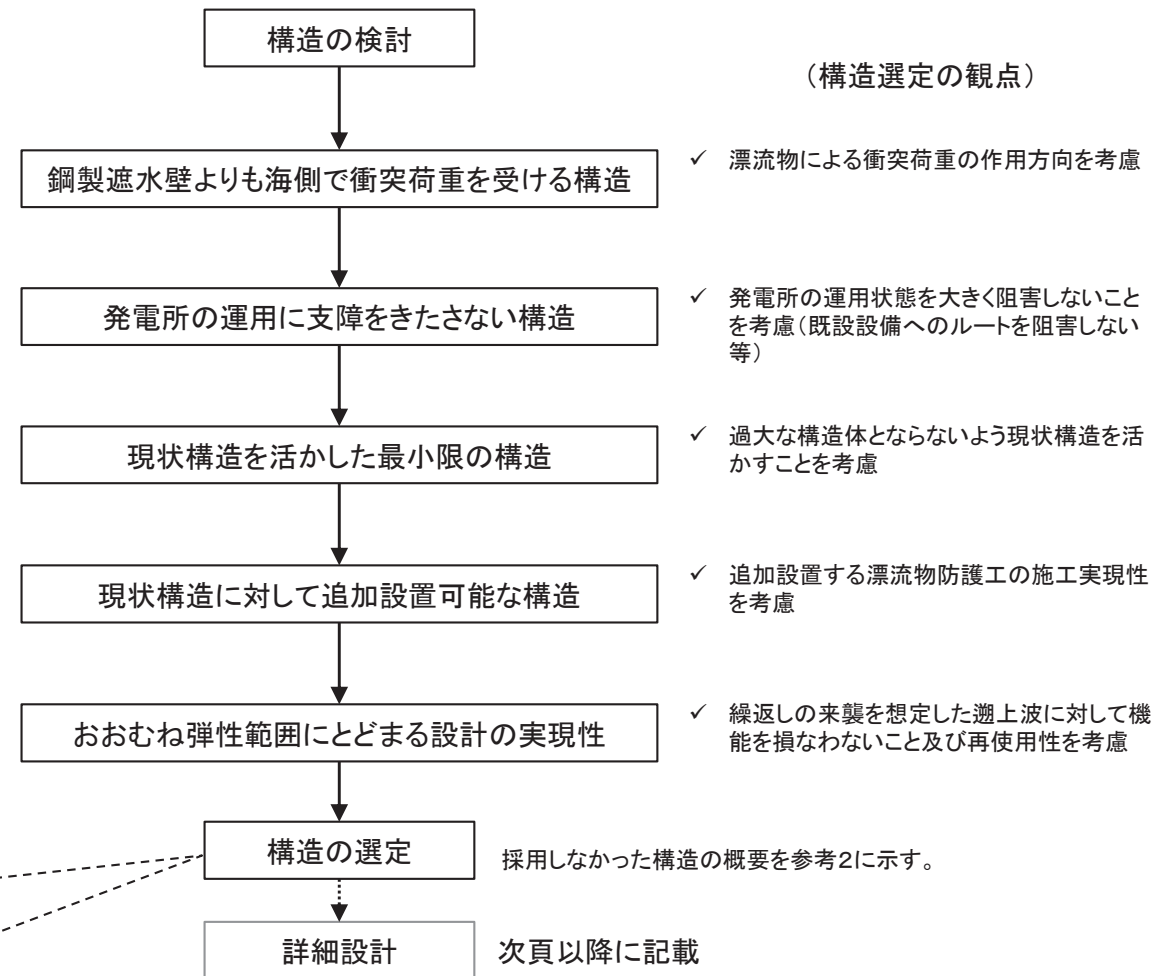 構造の検討
（構造選定の観点）
鋼製遮水壁よりも海側で衝突荷重を受ける構造
✓ 漂流物による衝突荷重の作用方向を考慮
発電所の運用に支障をきたさない構造
✓ 発電所の運用状態を大きく阻害しないこと
を考慮（既設設備へのルートを阻害しない
等）
現状構造を活かした最小限の構造
✓ 過大な構造体とならないよう現状構造を活
かすことを考慮
現状構造に対して追加設置可能な構造
✓ 追加設置する漂流物防護工の施工実現性
を考慮
おおむね弾性範囲にとどまる設計の実現性
✓ 繰返しの来襲を想定した遡上波に対して機
能を損なわないこと及び再使用性を考慮
構造の選定
採用しなかった構造の概要を参考２に示す。
詳細設計
次頁以降に記載